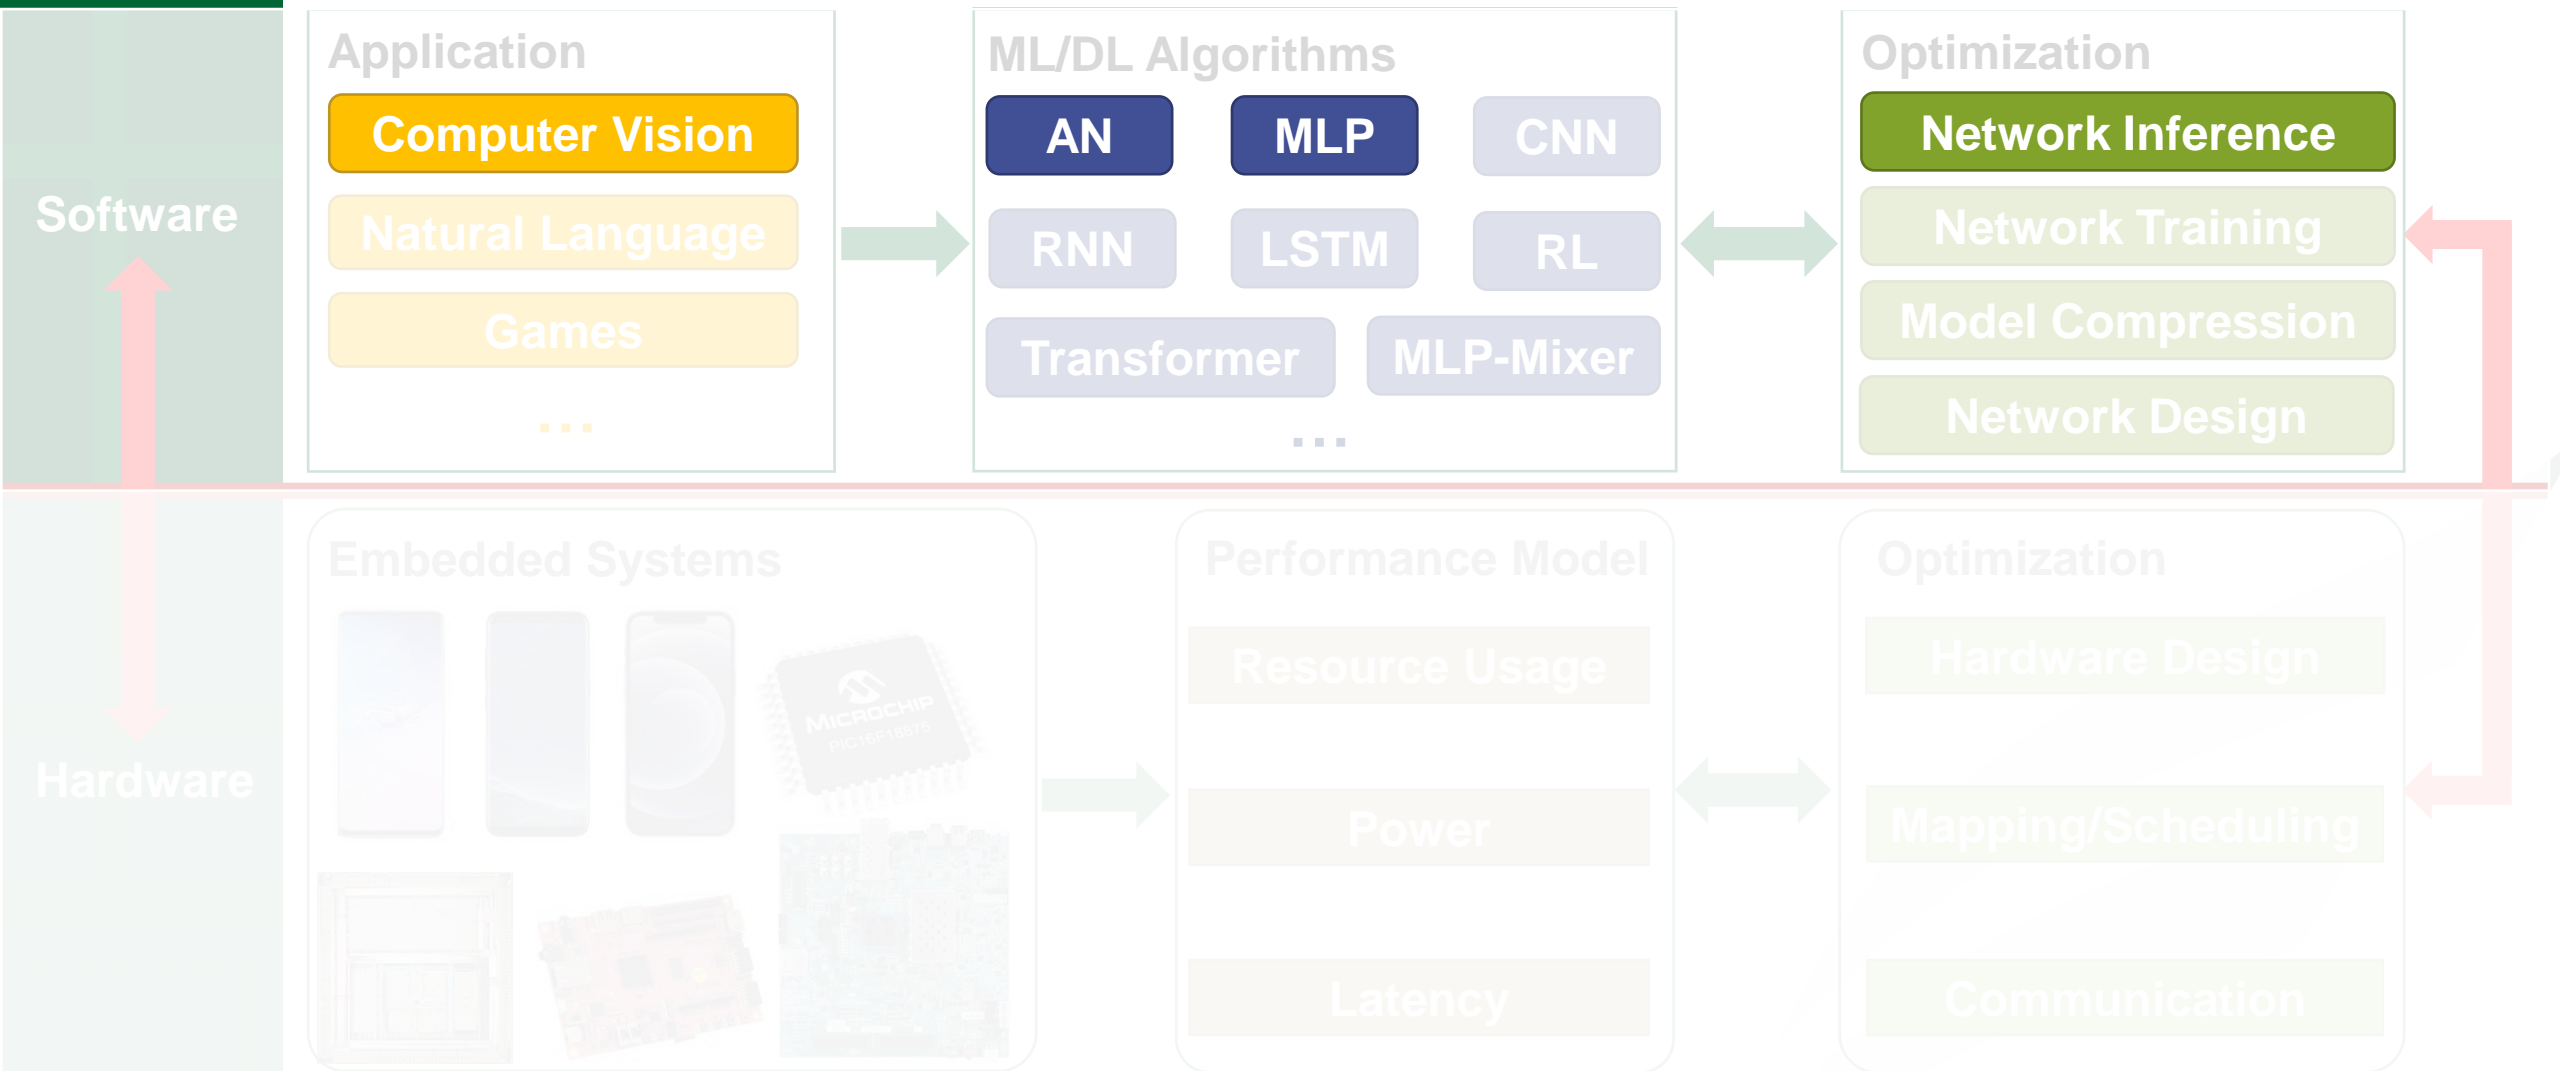 Software
Application
Computer Vision
Natural Language
Games
...
ML/DL Algorithms
AN
MLP
CNN
RNN
LSTM
RL
Transformer
MLP-Mixer
...
Optimization
Network Inference
Network Training
Model Compression
Network Design
Hardware
Embedded Systems
MICROCHIP
PIC16F18875
Performance Model
Resource Usage
Power
Latency
Optimization
Hardware Design
Mapping/Scheduling
Communication